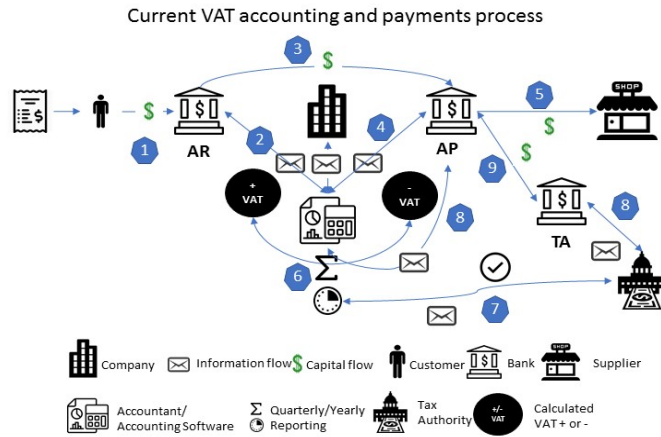 Current VAT accounting and payments process
3
$
5
SHOP
$
$
$
$
1
AR
2
4
AP
$
9
$
+
VAT
-
VAT
8
$
TA
8
6
Σ
7
Company
Information flow
$ Capital flow
Customer
$
Bank
SHOP
Supplier
Accountant/
Accounting Software
Σ Quarterly/Yearly
Reporting
Tax
Authority
+/-
VAT
Calculated
VAT + or -